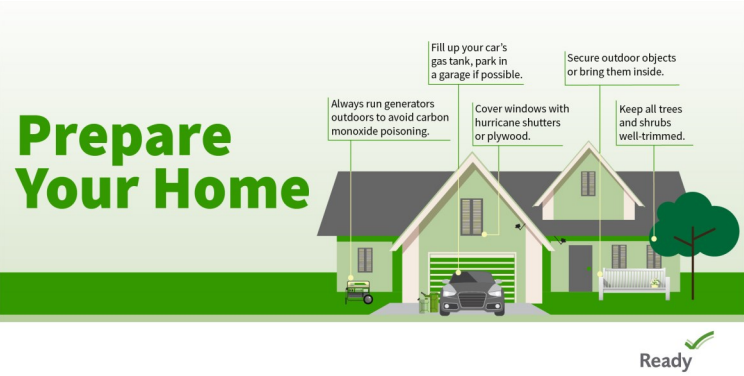 Prepare
Your Home
Always run generators
outdoors to avoid carbon
monoxide poisoning.
Fill up your car's
gas tank, park in
a garage if possible.
Cover windows with
hurricane shutters
or plywood.
Secure outdoor objects
or bring them inside.
Keep all trees
and shrubs
well-trimmed.
Ready